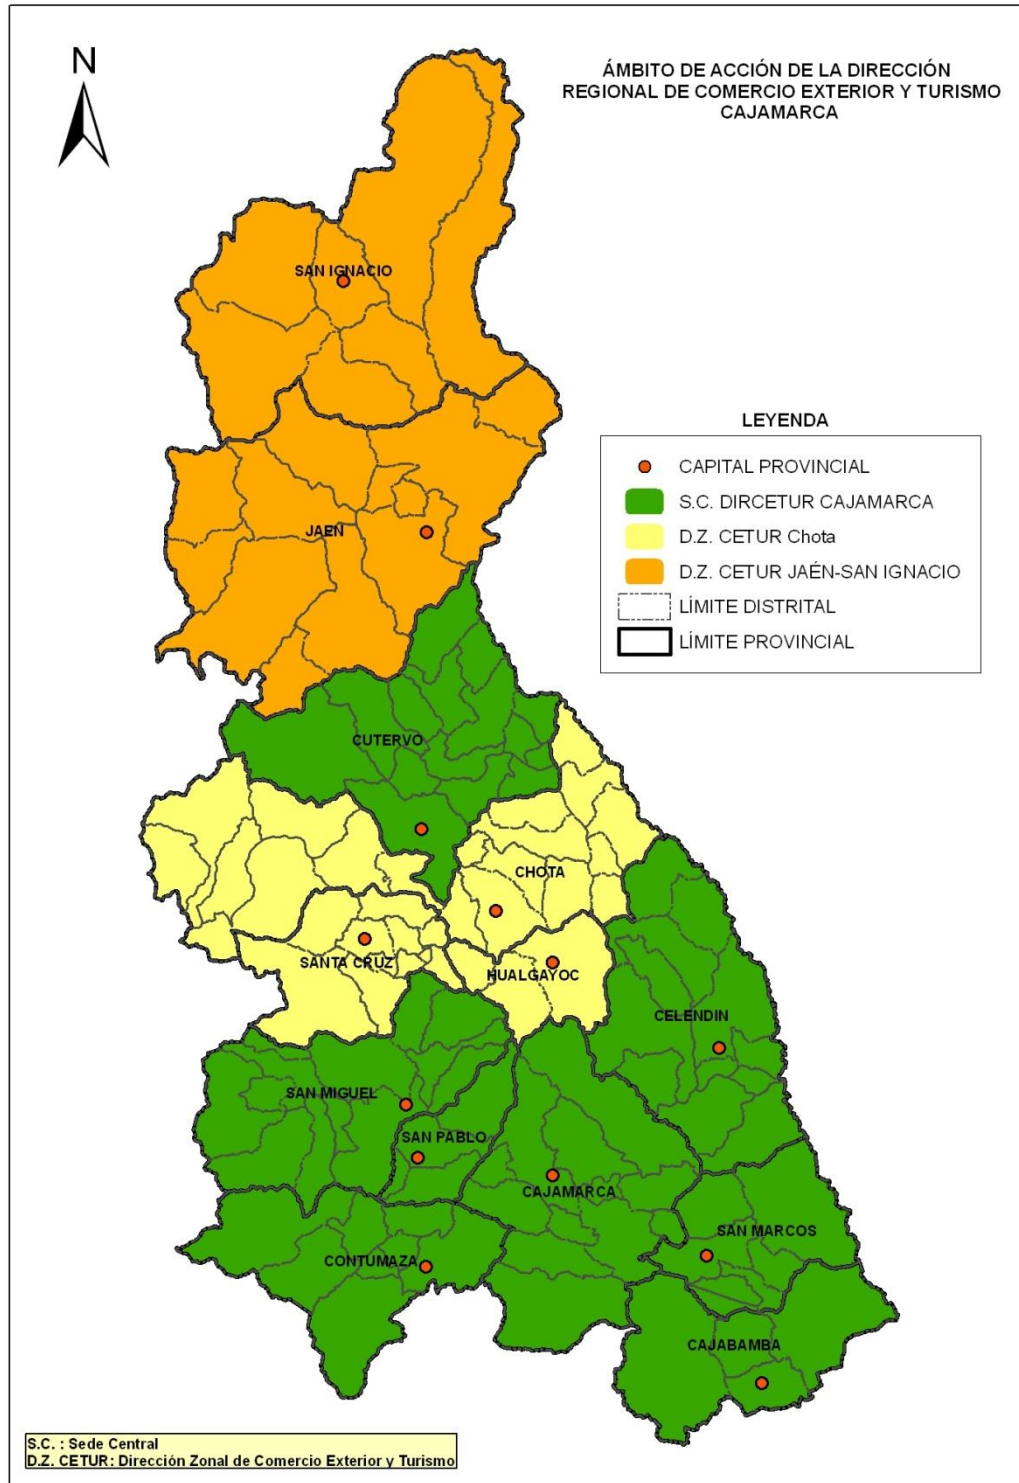 N
ÁMBITO DE ACCIÓN DE LA DIRECCIÓN
REGIONAL DE COMERCIO EXTERIOR Y TURISMO
CAJAMARCA
SAN IGNACIO
LEYENDA
CAPITAL PROVINCIAL
S.C. DIRCETUR CAJAMARCA
D.Z. CETUR Chota
D.Z. CETUR JAÉN-SAN IGNACIO
LÍMITE DISTRITAL
LÍMITE PROVINCIAL
JAEN
CUTERVO
CHOTA
SANTA CRUZ
HUALGAYOC
CELENDIN
SAN MIGUEL
SAN PABLO
CAJAMARCA
SAN MARCOS
CONTUMAZA
CAJABAMBA
S.C. : Sede Central
D.Z. CETUR: Dirección Zonal de Comercio Exterior y Turismo